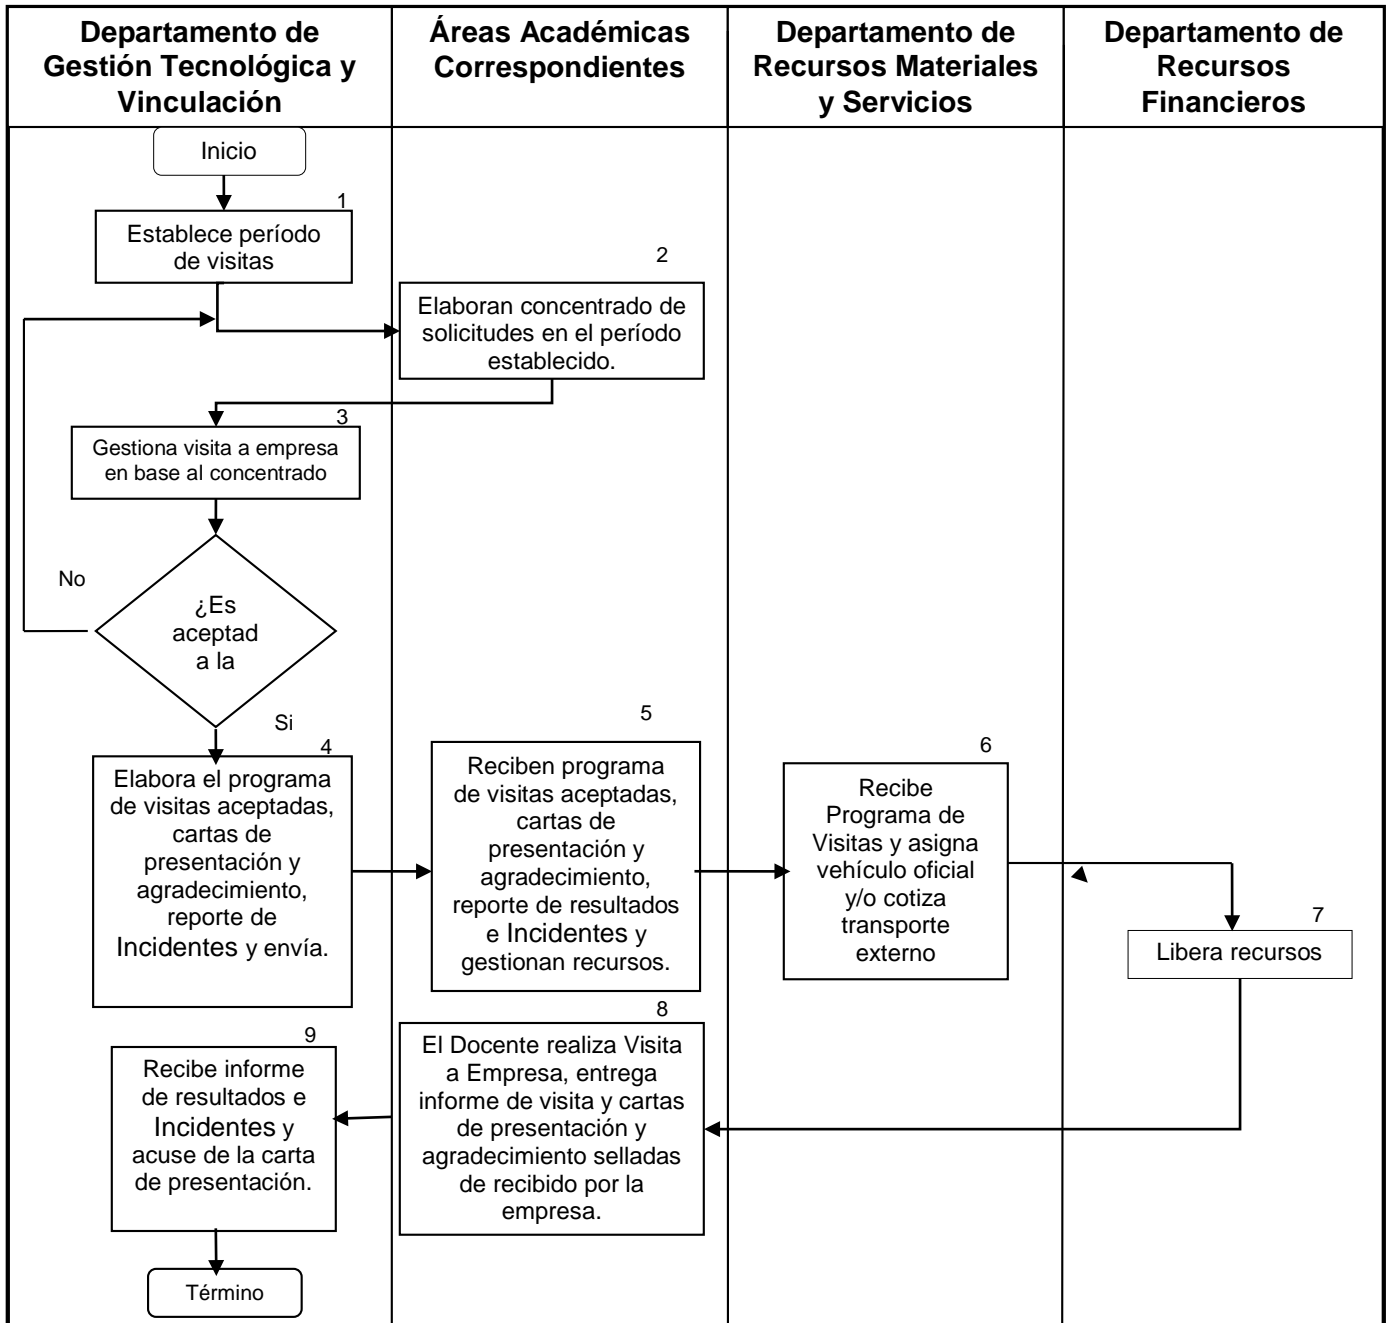 Departamento de
Gestión Tecnológica y
Vinculación
Áreas Académicas
Correspondientes
Departamento de
Recursos Materiales
y Servicios
Departamento de
Recursos
Financieros
Inicio
1
Establece período
de visitas
2
Elaboran concentrado de
solicitudes en el período
establecido.
3
Gestiona visita a empresa
en base al concentrado
No
¿Es
aceptad
a la
Si
4
Elabora el programa
de visitas aceptadas,
cartas de
presentación y
agradecimiento,
reporte de
Incidentes y envía.
5
Reciben programa
de visitas aceptadas,
cartas de
presentación y
agradecimiento,
reporte de resultados
e Incidentes y
gestionan recursos.
6
Recibe
Programa de
Visitas y asigna
vehículo oficial
y/o cotiza
transporte
externo
7
Libera recursos
8
El Docente realiza Visita
a Empresa, entrega
informe de visita y cartas
de presentación y
agradecimiento selladas
de recibido por la
empresa.
9
Recibe informe
de resultados e
Incidentes y
acuse de la carta
de presentación.
Término